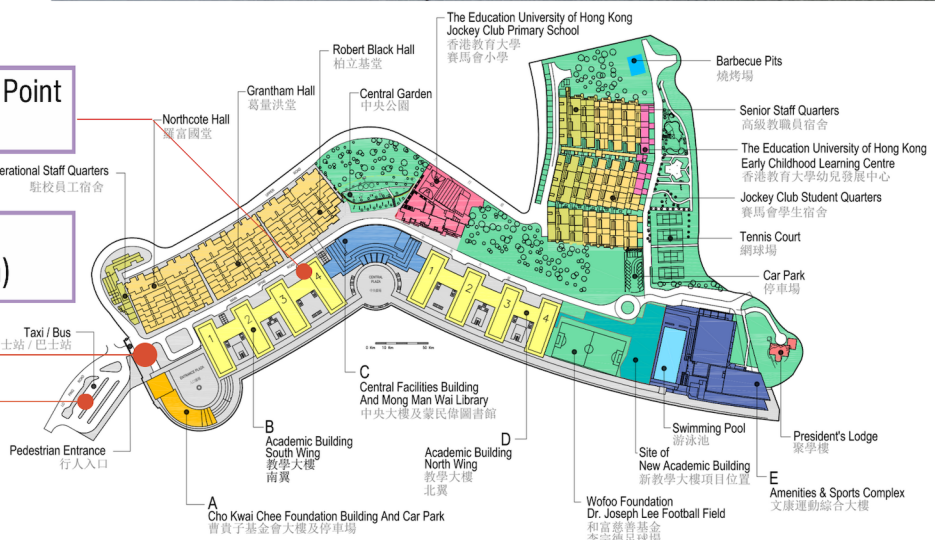 The Education University of Hong Kong
Jockey Club Primary School
香港教育大學
賽馬會小學
Robert Black Hall
柏立基堂
Barbecue Pits
燒烤場
Point
Grantham Hall
葛量洪堂
Central Garden
中央公園
Northcote Hall
羅富國堂
Senior Staff Quarters
高級教職員宿舍
The Education University of Hong Kong
Early Childhood Learning Centre
香港教育大學幼兒發展中心
erational Staff Quarters
駐校員工宿舍
Jockey Club Student Quarters
賽馬會學生宿舍
Tennis Court
網球場
)
Car Park
停車場
CENTRAL
PLAZA
1
2
3
4
1
2
3
4
Taxi / Bus
士站 / 巴士站
ENTRANCE PLAZA
C
Central Facilities Building
And Mong Man Wai Library
中央大樓及蒙民偉圖書館
Pedestrian Entrance
行人入口
B
Academic Building
South Wing
教學大樓
南翼
D
Academic Building
North Wing
教學大樓
北翼
Swimming Pool
游泳池
President's Lodge
聚學樓
Site of
New Academic Building
新教學大樓項目位置
E
Amenities & Sports Complex
文康運動綜合大樓
A
Cho Kwai Chee Foundation Building And Car Park
曹貴子基金會大樓及停車場
Wofoo Foundation
Dr. Joseph Lee Football Field
和富慈善基金
李宗德足球場